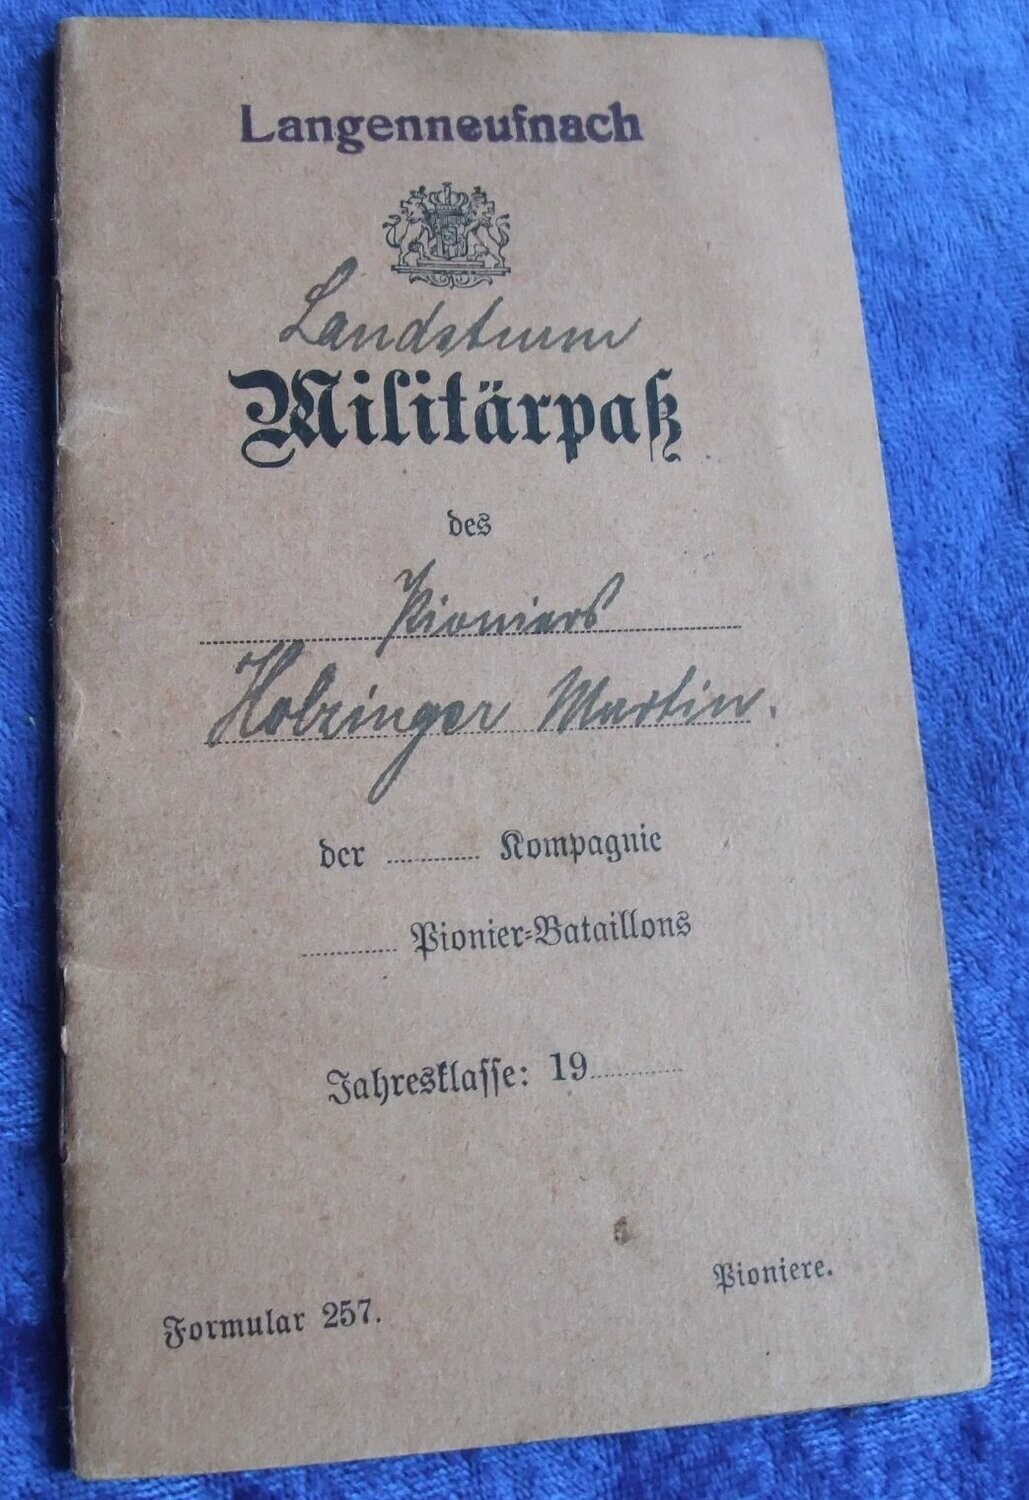 Langenneufnach
Landsturm
Militärpaß
des
Pioniers
Holzinger Martin.
der ............ Kompagnie
............ Pionier-Bataillons
Jahresklasse: 19............
Pioniere.
Formular 257.